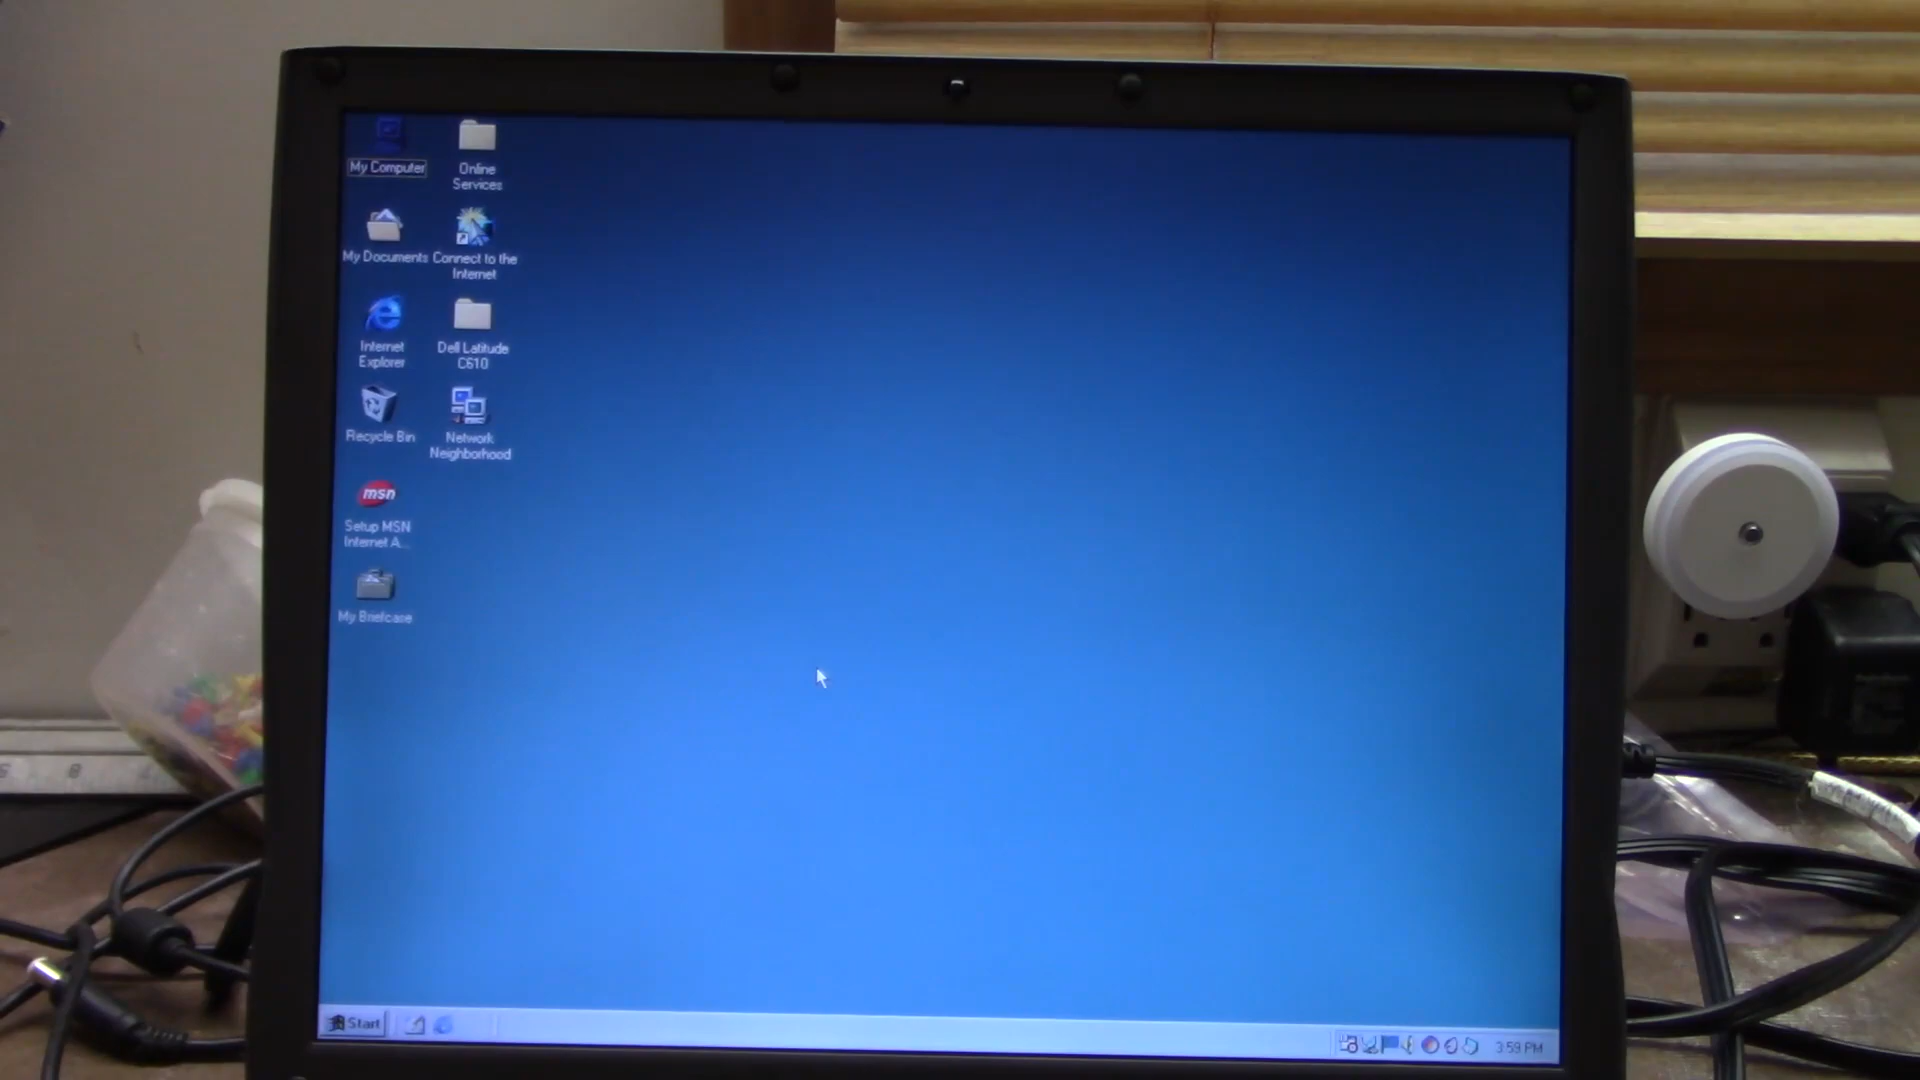 My Computer
Online
Services
My Documents
Connect to the
Internet
Internet
Explorer
Dell Latitude
C610
Recycle Bin
Network
Neighborhood
msn
Setup MSN
Internet A...
My Briefcase
Start
3:59 PM